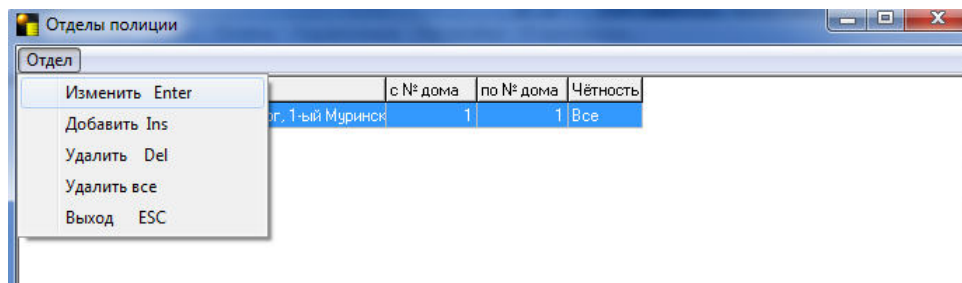 Отделы полиции
Отдел
с № дома по № дома Чётность
Изменить Enter
1-ый Муринск 1 1 Все
Добавить Ins
Удалить Del
Удалить все
Выход ESC